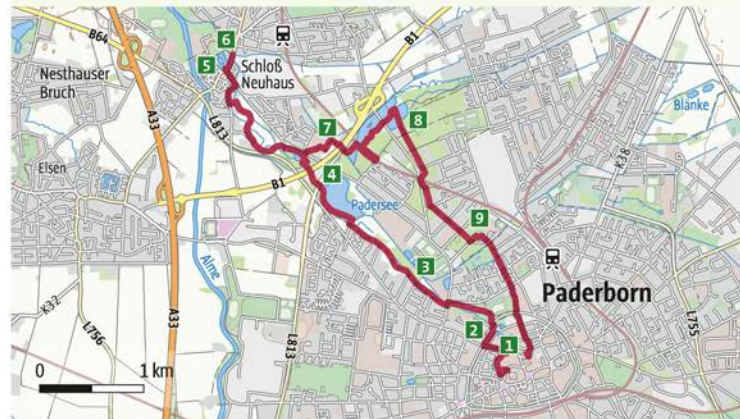 B64
6
5
Schloß
Neuhaus
B1
Nesthauser
Bruch
A33
L813
7
8
Blänke
K38
Elsen
B1
4
Padersee
9
Alme
3
Paderborn
K32
L756
A33
L813
2
1
L755
0
1 km